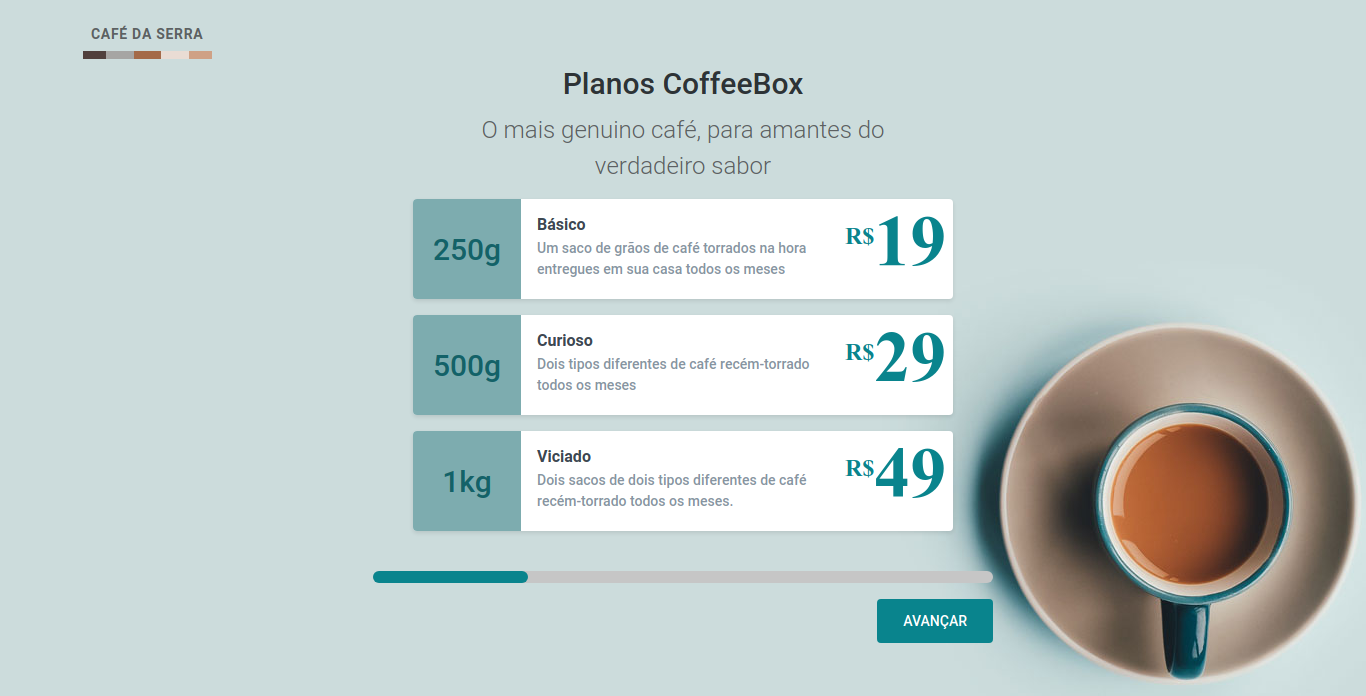 CAFÉ DA SERRA
Planos CoffeeBox
O mais genuino café, para amantes do
verdadeiro sabor
250g
Básico
Um saco de grãos de café torrados na hora
entregues em sua casa todos os meses
R$19
500g
Curioso
Dois tipos diferentes de café recém-torrado
todos os meses
R$29
1kg
Viciado
Dois sacos de dois tipos diferentes de café
recém-torrado todos os meses.
R$49
AVANÇAR